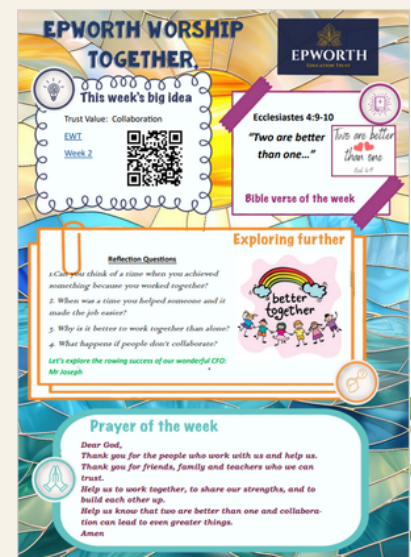 EPWORTH WORSHIP
TOGETHER.
EPWORTH
EDUCATION TRUST
This week's big idea
Trust Value: Collaboration
EWT
Week 2
Ecclesiastes 4:9-10
"Two are better
than one…"
Two are better
than one
Eccl 4:9
Bible verse of the week
Exploring further
Reflection Questions
1.Can you think of a time when you achieved
something because you worked together?
2. When was a time you helped someone and it
made the job easier?
3. Why is it better to work together than alone?
4. What happens if people don't collaborate?
Let's explore the rowing success of our wonderful CFO:
Mr Joseph
better
together
Prayer of the week
Dear God,
Thank you for the people who work with us and help us.
Thank you for friends, family and teachers who we can
trust.
Help us to work together, to share our strengths, and to
build each other up.
Help us know that two are better than one and collabora-
tion can lead to even greater things.
Amen